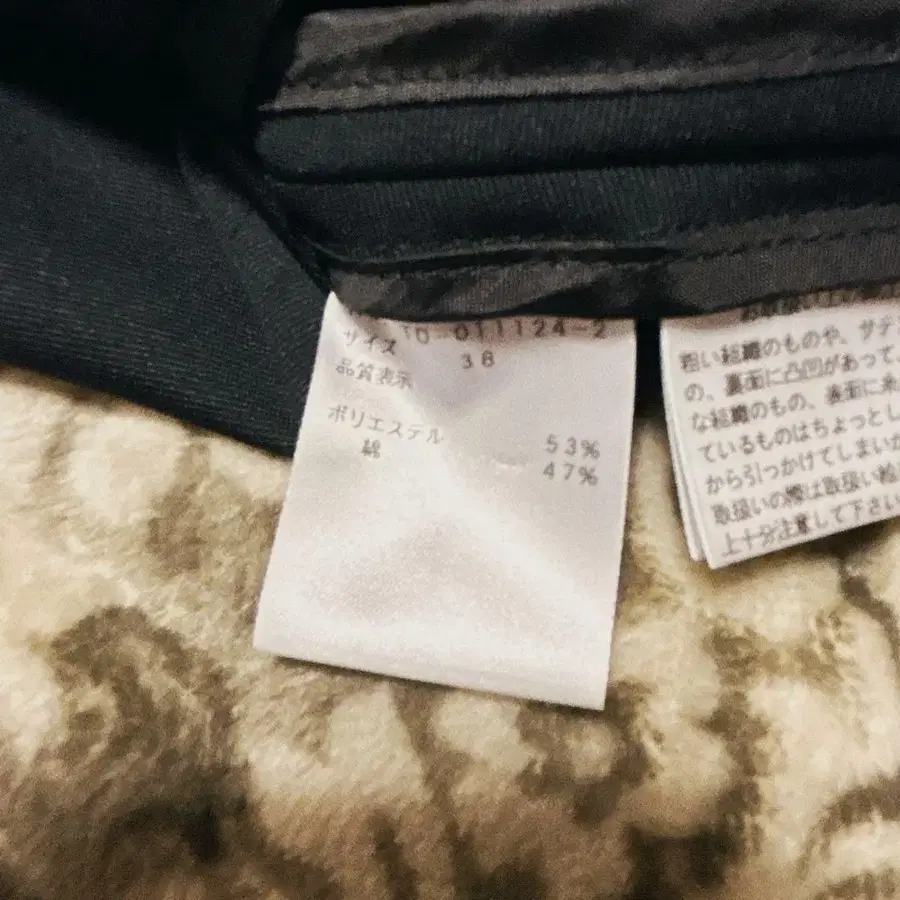 TO-011124-2
サイズ 38
品質表示
ポリエステル 53%
綿 47%
粗い組織のものや、サテン
の、裏面に凸凹があって
な組織のもの、表面に糸
ているものはちょっとし
から引っかけてしまいか
取扱いの際は取扱い絵
上十分注意して下さい